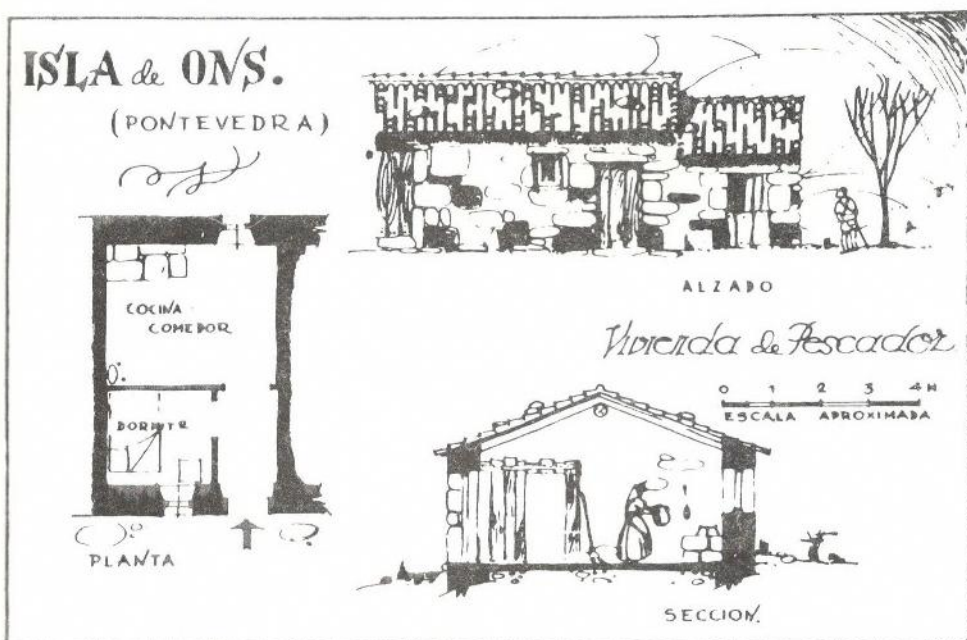 ISLA de ONS.
(PONTEVEDRA)
COCINA
COMEDOR
DORMTR
PLANTA
ALZADO
Vivienda de Pescador
0 1 2 3 4 M
ESCALA APROXIMADA
SECCION.